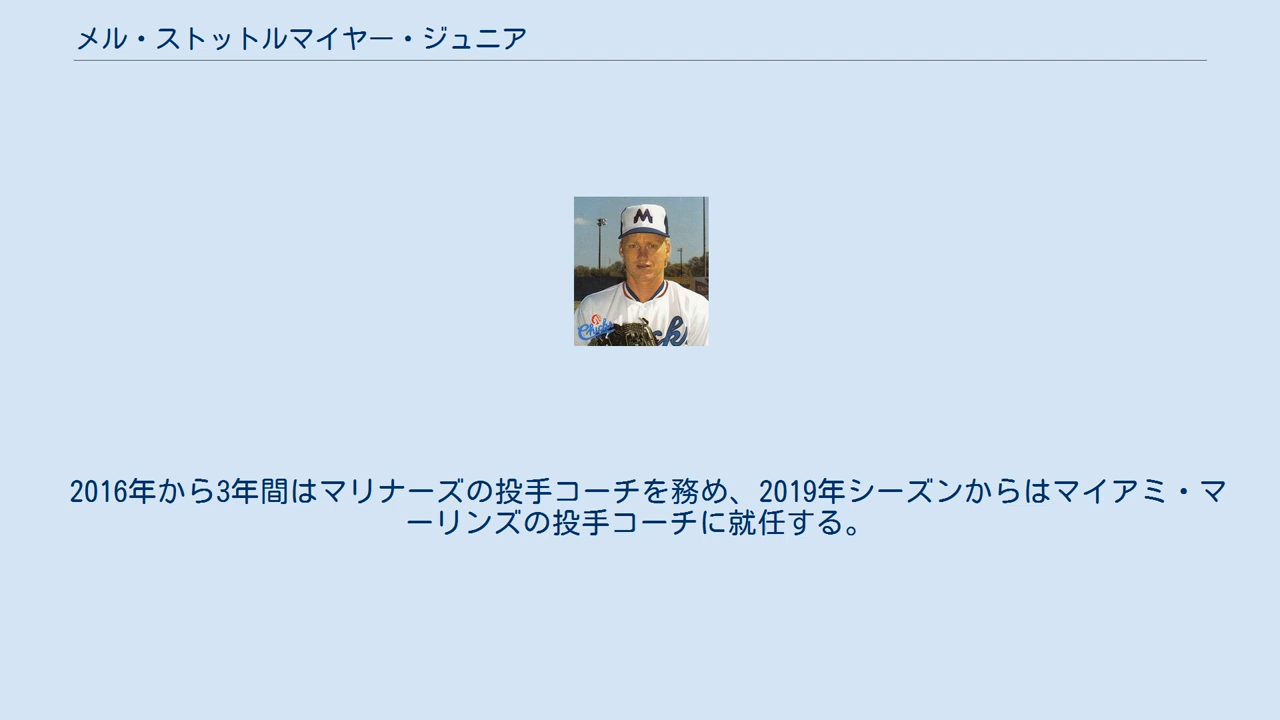 メル・ストットルマイヤー・ジュニア
M
Chicks
cks
2016年から3年間はマリナーズの投手コーチを務め、2019年シーズンからはマイアミ・マ
ーリンズの投手コーチに就任する。